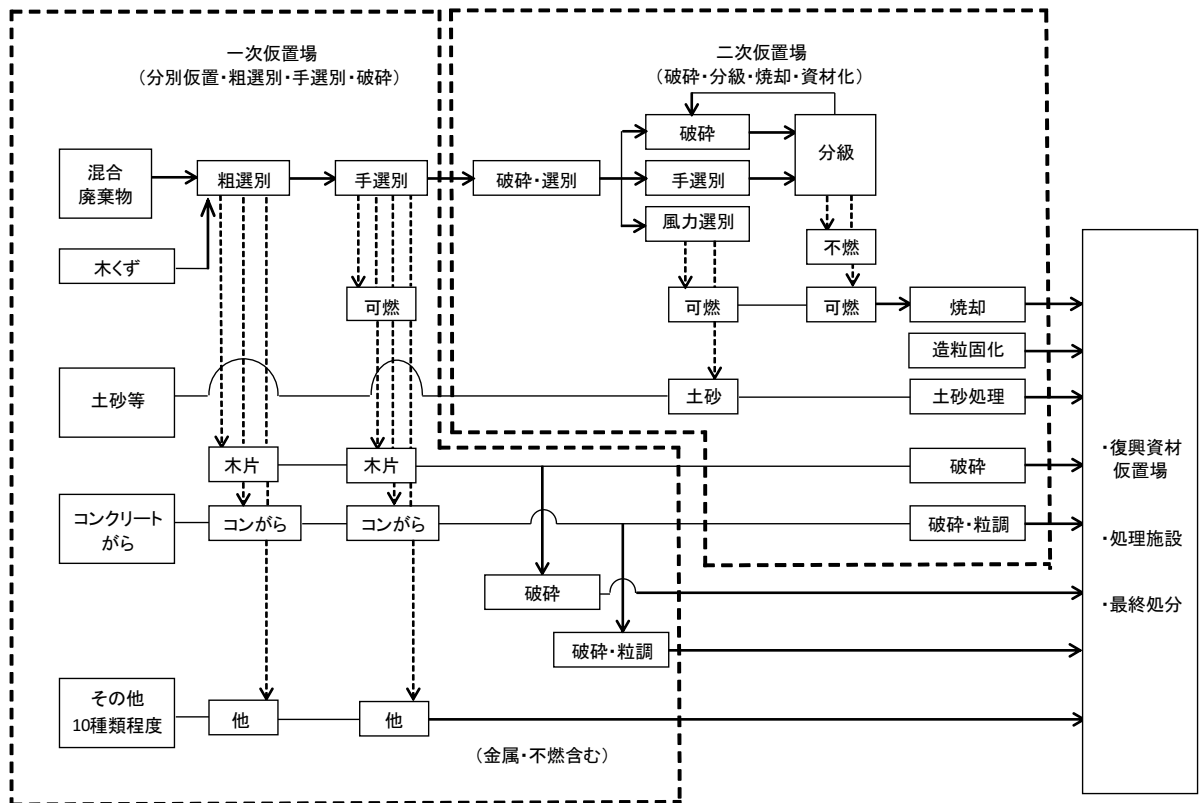 一次仮置場
（分別仮置・粗選別・手選別・破砕）
二次仮置場
（破砕・分級・焼却・資材化）
混合
廃棄物
粗選別
手選別
破砕・選別
破砕
手選別
風力選別
分級
不燃
木くず
可燃
可燃
可燃
焼却
造粒固化
土砂等
土砂
土砂処理
木片
木片
破砕
コンクリート
がら
コンがら
コンがら
破砕・粒調
破砕
破砕・粒調
その他
10種類程度
他
他
（金属・不燃含む）
・復興資材
仮置場
・処理施設
・最終処分